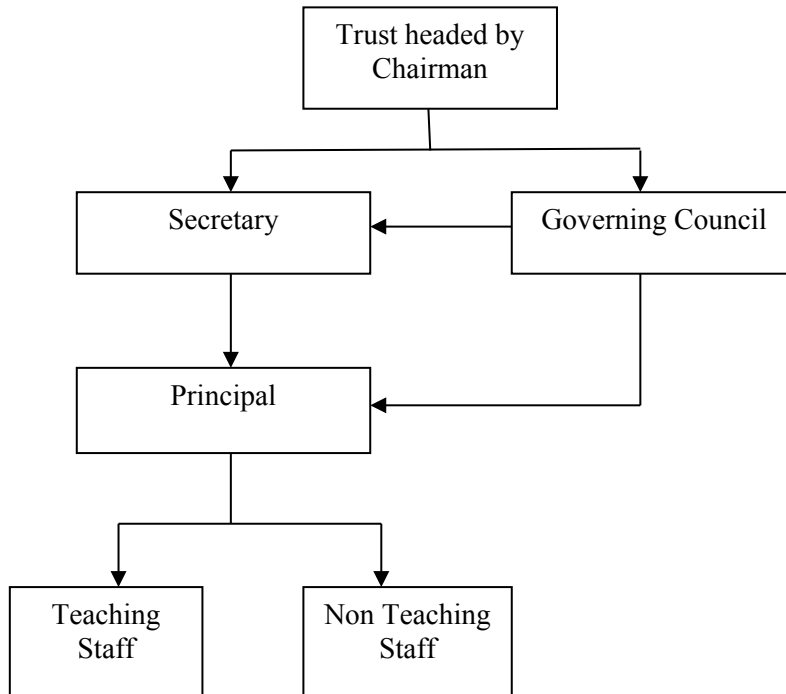 Trust headed by
Chairman
Secretary
Governing Council
Principal
Teaching
Staff
Non Teaching
Staff